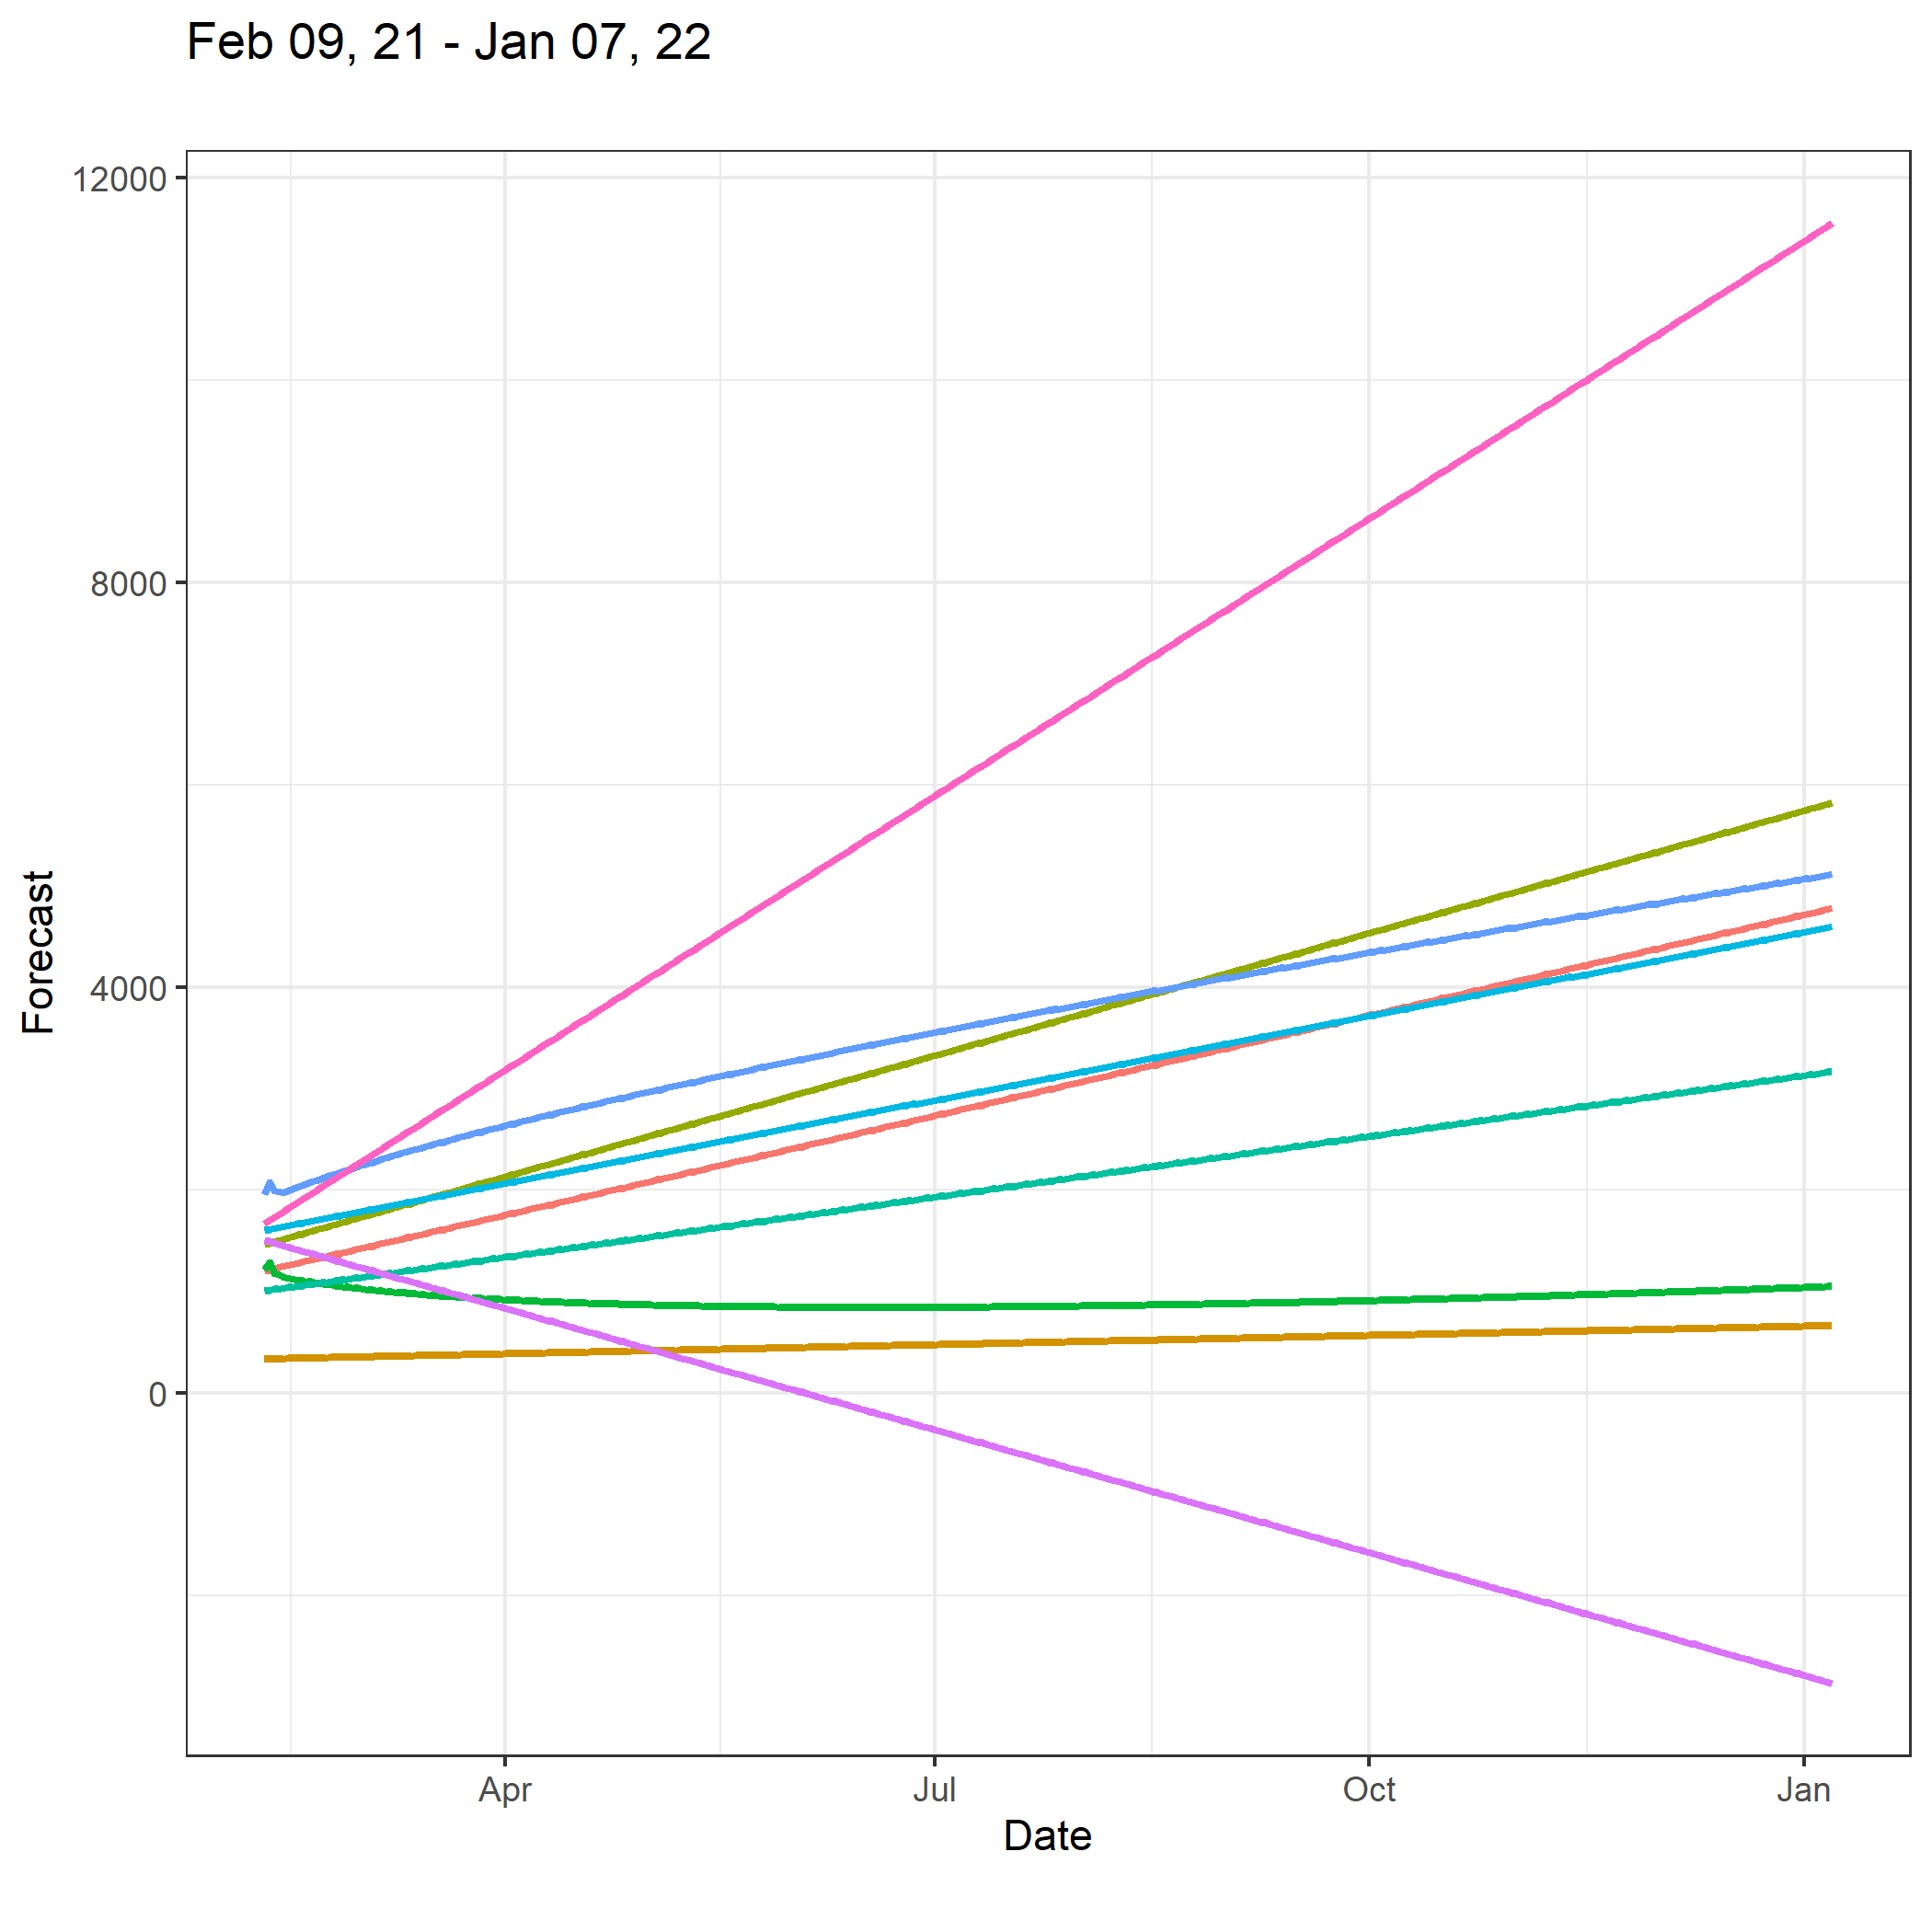 Feb 09, 21 - Jan 07, 22
12000
8000
4000
0
Forecast
Apr
Jul
Oct
Jan
Date